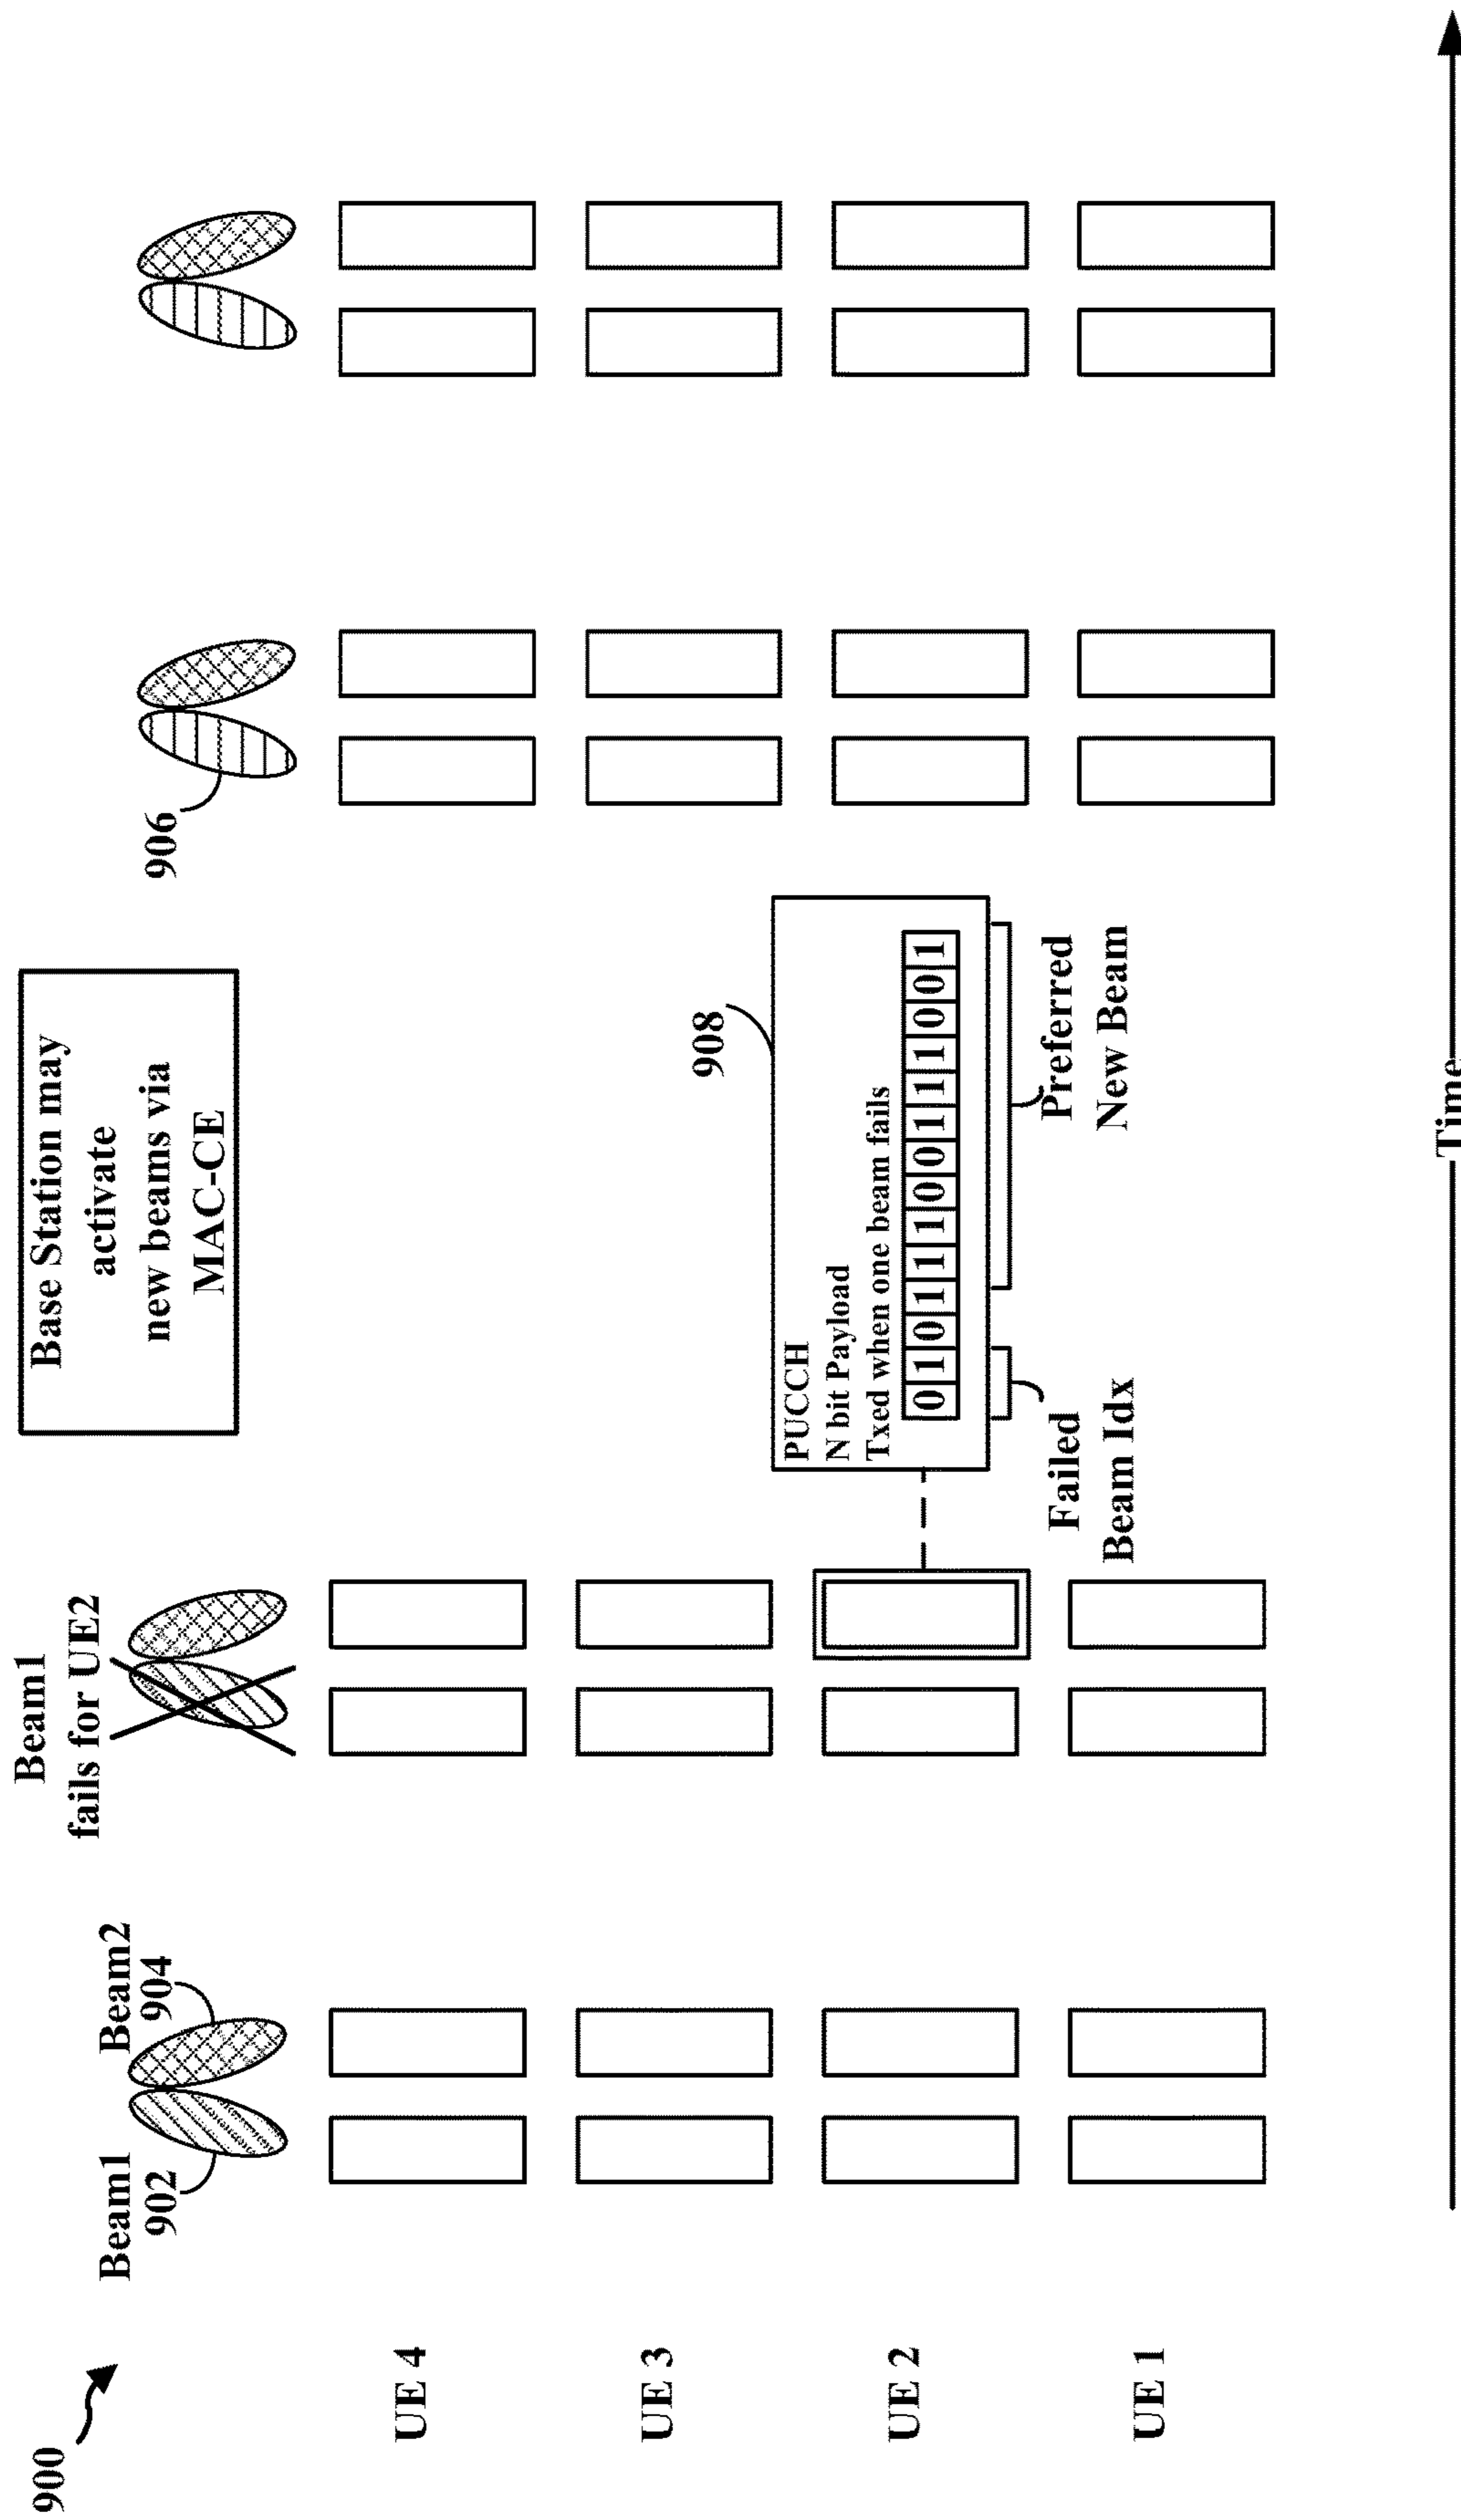 900
Beam1
902
Beam2
904
Beam1
fails for UE2
Base Station may
activate
new beams via
MAC-CE
906
UE 4
UE 3
UE 2
UE 1
908
PUCCH
N bit Payload
Txed when one beam fails
0 1 0 1 1 1 0 0 1 1 1 0 0 1
Failed
Beam Idx
Preferred
New Beam
Time